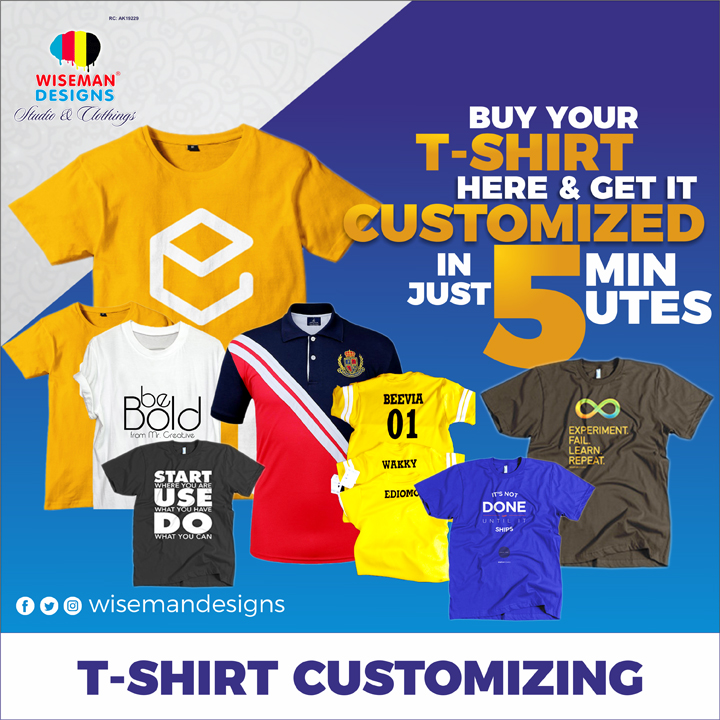 RC: AK19229
WISEMAN®
DESIGNS
Studio & Clothings
BUY YOUR
T-SHIRT
HERE & GET IT
CUSTOMIZED
IN
JUST
5
MIN
UTES
be
Bold
from Mr. Creative
BEEVIA
01
WAKKY
EDIOMO
START
WHERE YOU ARE
USE
WHAT YOU HAVE
DO
WHAT YOU CAN
EXPERIMENT.
FAIL.
LEARN
REPEAT.
IT'S NOT
DONE
UNTIL IT
SHIPS
wisemandesigns
T-SHIRT CUSTOMIZING